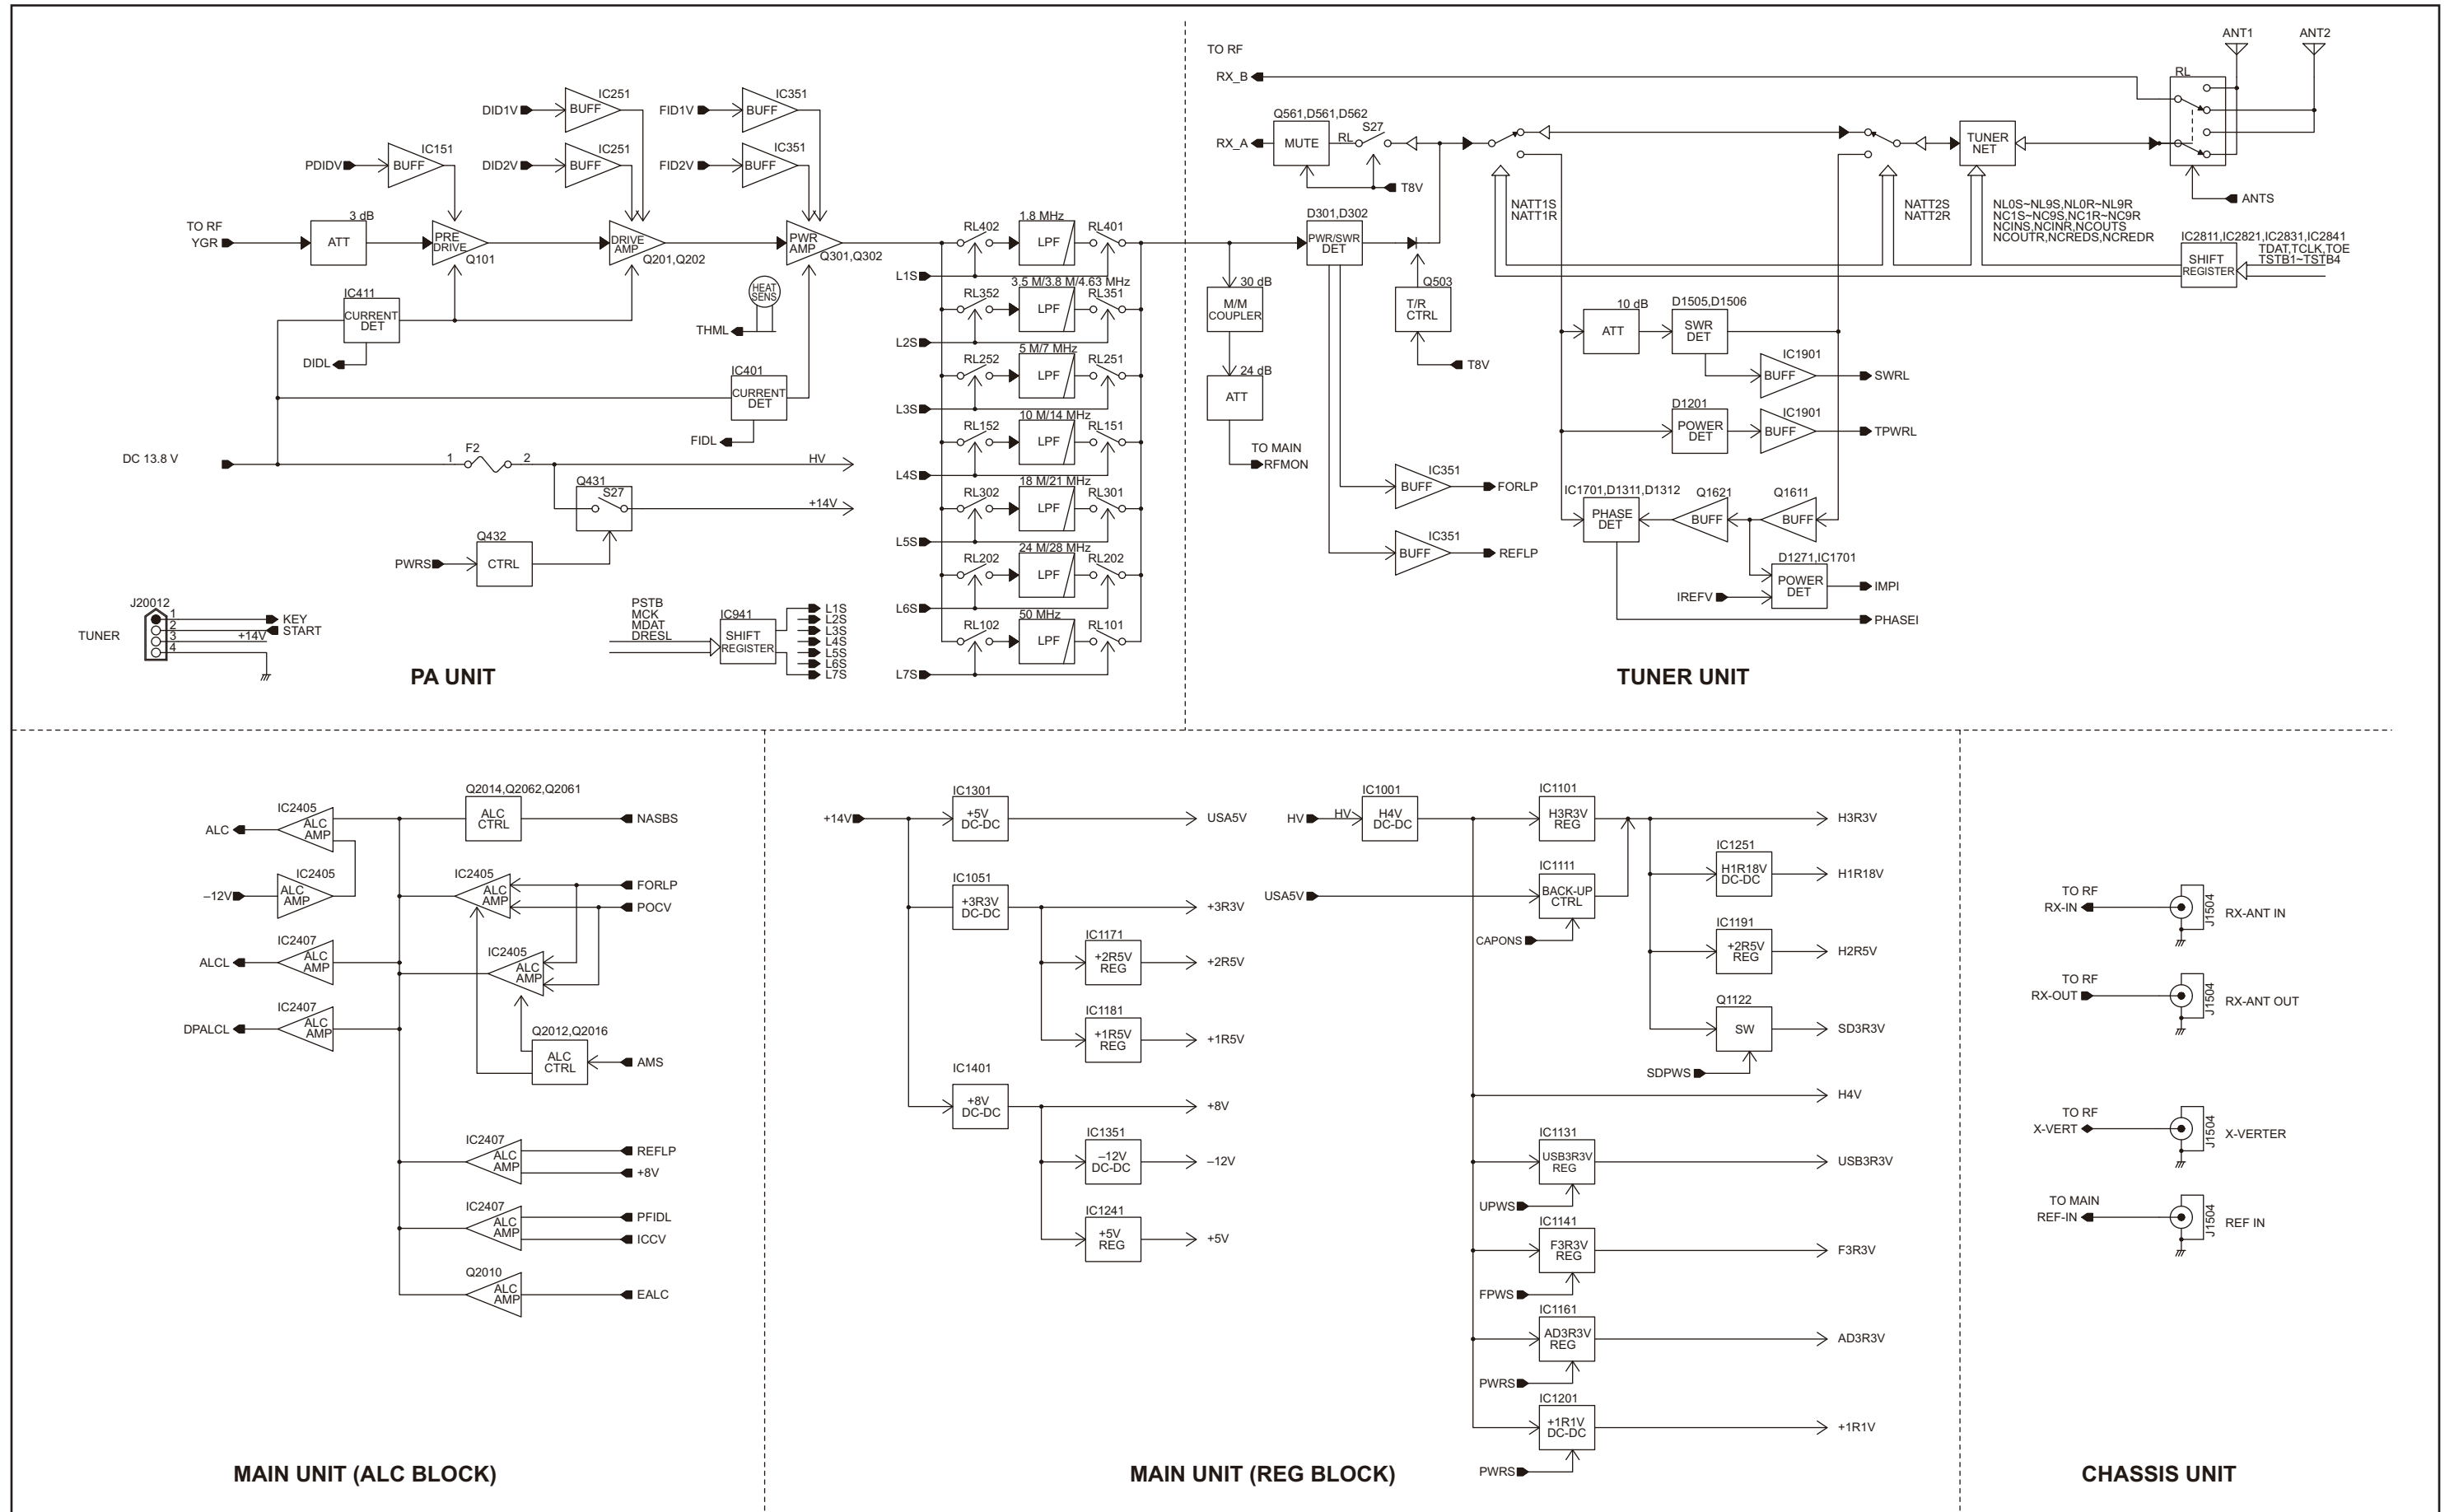 TO RF
YGR
3 dB
ATT
PDIDV
IC151
BUFF
PRE
DRIVE
Q101
DID1V
IC251
BUFF
DID2V
IC251
BUFF
DRIVE
AMP
Q201,Q202
FID1V
IC351
BUFF
FID2V
IC351
BUFF
PWR
AMP
Q301,Q302
IC411
CURRENT
DET
DIDL
HEAT
SENS
THML
IC401
CURRENT
DET
FIDL
DC 13.8 V
1
F2
2
HV
Q431
S27
+14V
Q432
PWRS
CTRL
J20012
TUNER
1
2
3
4
KEY
START
+14V
PSTB
MCK
MDAT
DRESL
IC941
SHIFT
REGISTER
L1S
L2S
L3S
L4S
L5S
L6S
L7S
RL402
1.8 MHz
LPF
RL401
L1S
RL352
3.5 M/3.8 M/4.63 MHz
LPF
RL351
L2S
RL252
5 M/7 MHz
LPF
RL251
L3S
RL152
10 M/14 MHz
LPF
RL151
L4S
RL302
18 M/21 MHz
LPF
RL301
L5S
RL202
24 M/28 MHz
LPF
RL202
L6S
RL102
50 MHz
LPF
RL101
L7S
PA UNIT
TO RF
RX_B
RX_A
Q561,D561,D562
MUTE
RL
S27
T8V
D301,D302
PWR/SWR
DET
30 dB
M/M
COUPLER
24 dB
ATT
TO MAIN
RFMON
Q503
T/R
CTRL
T8V
IC351
BUFF
FORLP
IC351
BUFF
REFLP
NATT1S
NATT1R
10 dB
ATT
D1505,D1506
SWR
DET
IC1901
BUFF
SWRL
D1201
POWER
DET
IC1901
BUFF
TPWRL
IC1701,D1311,D1312
PHASE
DET
Q1621
BUFF
Q1611
BUFF
D1271,IC1701
POWER
DET
IREFV
IMPI
PHASEI
NATT2S
NATT2R
TUNER
NET
NL0S~NL9S,NL0R~NL9R
NC1S~NC9S,NC1R~NC9R
NCINS,NCINR,NCOUTS
NCOUTR,NCREDS,NCREDR
IC2811,IC2821,IC2831,IC2841
SHIFT
REGISTER
TDAT,TCLK,TOE
TSTB1~TSTB4
ANT1
ANT2
RL
ANTS
TUNER UNIT
IC2405
ALC
AMP
ALC
–12V
IC2405
ALC
AMP
IC2407
ALC
AMP
ALCL
IC2407
ALC
AMP
DPALCL
Q2014,Q2062,Q2061
ALC
CTRL
NASBS
IC2405
ALC
AMP
FORLP
POCV
IC2405
ALC
AMP
Q2012,Q2016
ALC
CTRL
AMS
IC2407
ALC
AMP
REFLP
+8V
IC2407
ALC
AMP
PFIDL
ICCV
Q2010
ALC
AMP
EALC
MAIN UNIT (ALC BLOCK)
+14V
IC1301
+5V
DC-DC
USA5V
IC1051
+3R3V
DC-DC
+3R3V
IC1171
+2R5V
REG
+2R5V
IC1181
+1R5V
REG
+1R5V
IC1401
+8V
DC-DC
+8V
IC1351
–12V
DC-DC
–12V
IC1241
+5V
REG
+5V
HV
HV
IC1001
H4V
DC-DC
IC1101
H3R3V
REG
H3R3V
USA5V
IC1111
BACK-UP
CTRL
CAPONS
IC1251
H1R18V
DC-DC
H1R18V
IC1191
+2R5V
REG
H2R5V
Q1122
SW
SD3R3V
SDPWS
H4V
IC1131
USB3R3V
REG
USB3R3V
UPWS
IC1141
F3R3V
REG
F3R3V
FPWS
IC1161
AD3R3V
REG
AD3R3V
PWRS
IC1201
+1R1V
DC-DC
+1R1V
PWRS
MAIN UNIT (REG BLOCK)
TO RF
RX-IN
J1504
RX-ANT IN
TO RF
RX-OUT
J1504
RX-ANT OUT
TO RF
X-VERT
J1504
X-VERTER
TO MAIN
REF-IN
J1504
REF IN
CHASSIS UNIT